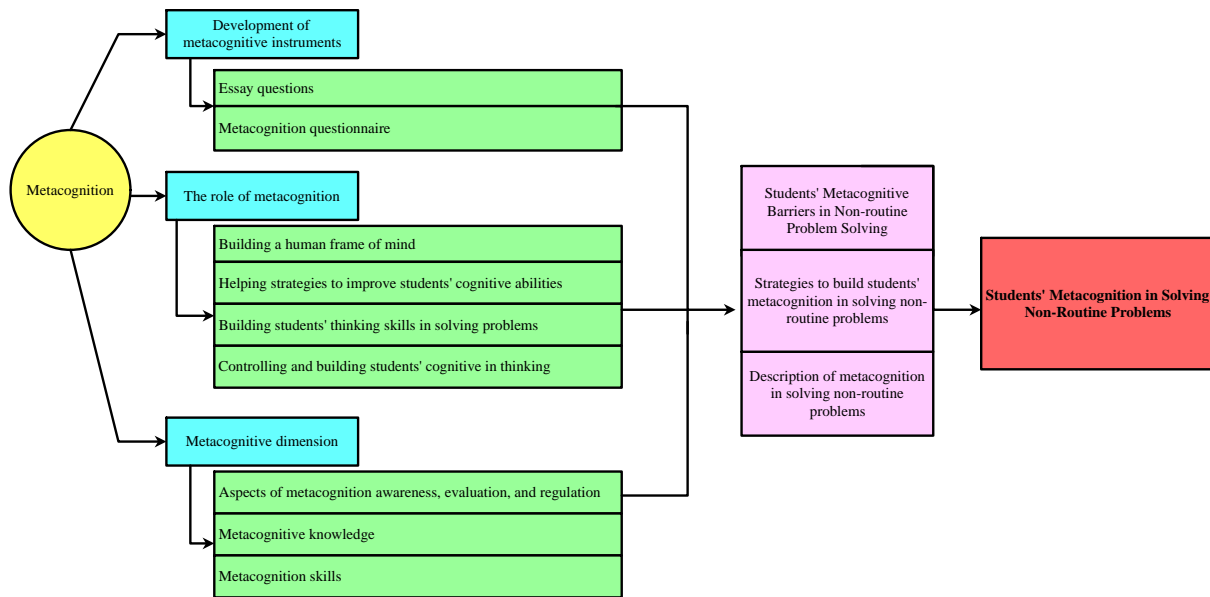 Development of
metacognitive instruments
Essay questions
Metacognition questionnaire
Metacognition
The role of metacognition
Building a human frame of mind
Helping strategies to improve students' cognitive abilities
Building students' thinking skills in solving problems
Controlling and building students' cognitive in thinking
Metacognitive dimension
Aspects of metacognition awareness, evaluation, and regulation
Metacognitive knowledge
Metacognition skills
Students' Metacognitive
Barriers in Non-routine
Problem Solving
Strategies to build students'
metacognition in solving non-
routine problems
Description of metacognition
in solving non-routine
problems
Students' Metacognition in Solving
Non-Routine Problems